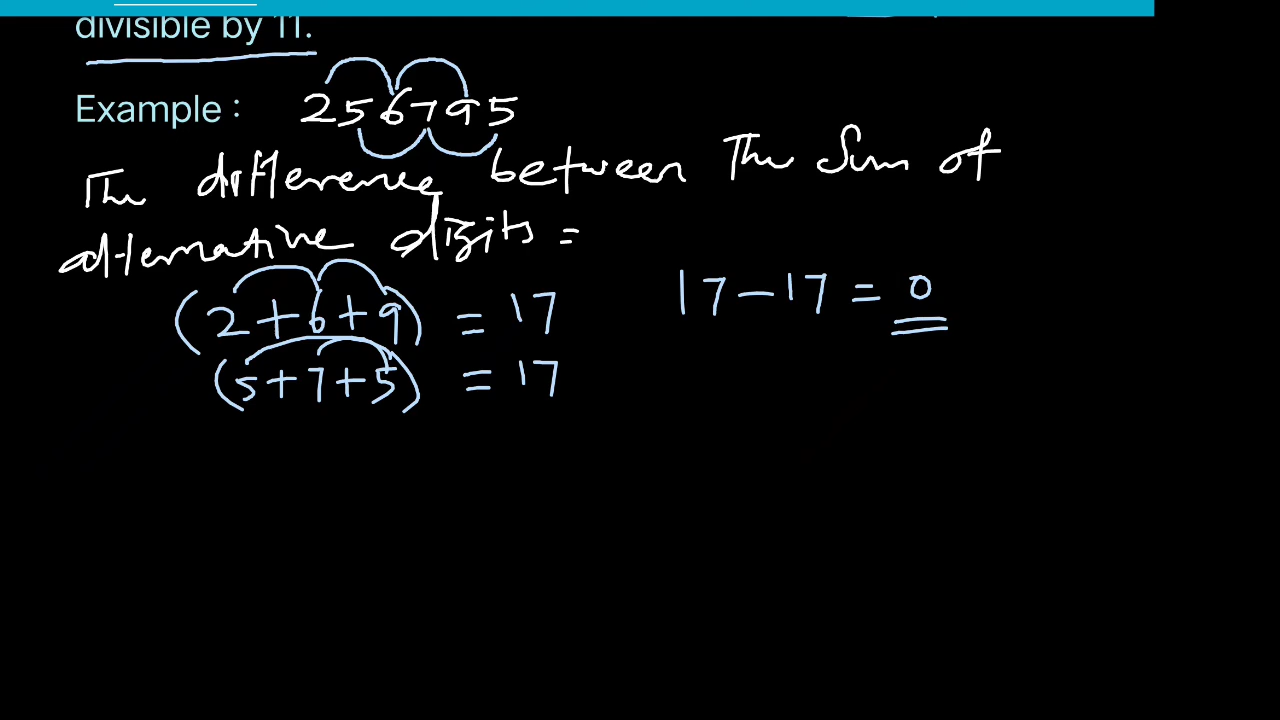 divisible by 11.
Example : 256795
The difference between The Sum of
alternative digits =
(2+6+9) = 17 17-17 = 0
(5+7+5) = 17